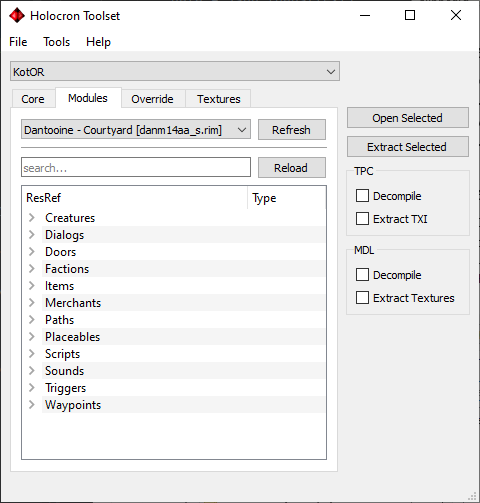 Holocron Toolset
File Tools Help
KotOR
Core Modules Override Textures
Dantooine - Courtyard [danm14aa_s.rim] Refresh
search... Reload
ResRef Type
Creatures
Dialogs
Doors
Factions
Items
Merchants
Paths
Placeables
Scripts
Sounds
Triggers
Waypoints
Open Selected
Extract Selected
TPC
Decompile
Extract TXI
MDL
Decompile
Extract Textures